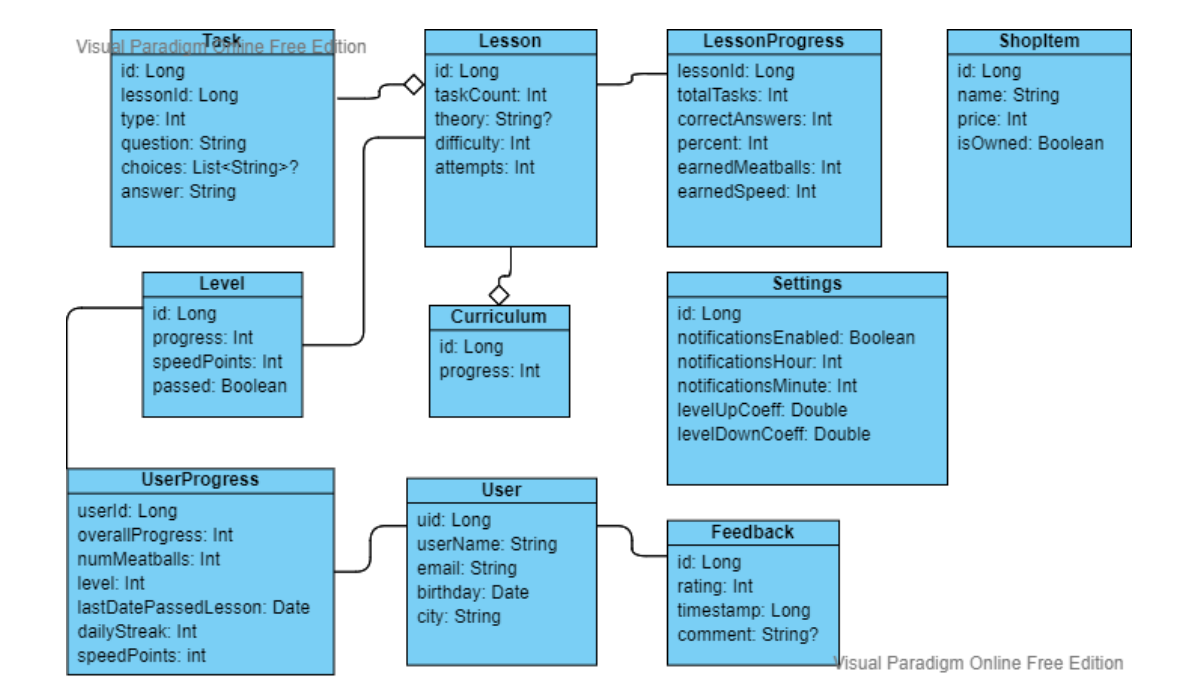 Visual Paradigm Online Free Edition
Task
id: Long
lessonId: Long
type: Int
question: String
choices: List<String>?
answer: String
Lesson
id: Long
taskCount: Int
theory: String?
difficulty: Int
attempts: Int
LessonProgress
lessonId: Long
totalTasks: Int
correctAnswers: Int
percent: Int
earnedMeatballs: Int
earnedSpeed: Int
ShopItem
id: Long
name: String
price: Int
isOwned: Boolean
Level
id: Long
progress: Int
speedPoints: Int
passed: Boolean
Curriculum
id: Long
progress: Int
Settings
id: Long
notificationsEnabled: Boolean
notificationsHour: Int
notificationsMinute: Int
levelUpCoeff: Double
levelDownCoeff: Double
UserProgress
userId: Long
overallProgress: Int
numMeatballs: Int
level: Int
lastDatePassedLesson: Date
dailyStreak: Int
speedPoints: int
User
uid: Long
userName: String
email: String
birthday: Date
city: String
Feedback
id: Long
rating: Int
timestamp: Long
comment: String?
Visual Paradigm Online Free Edition